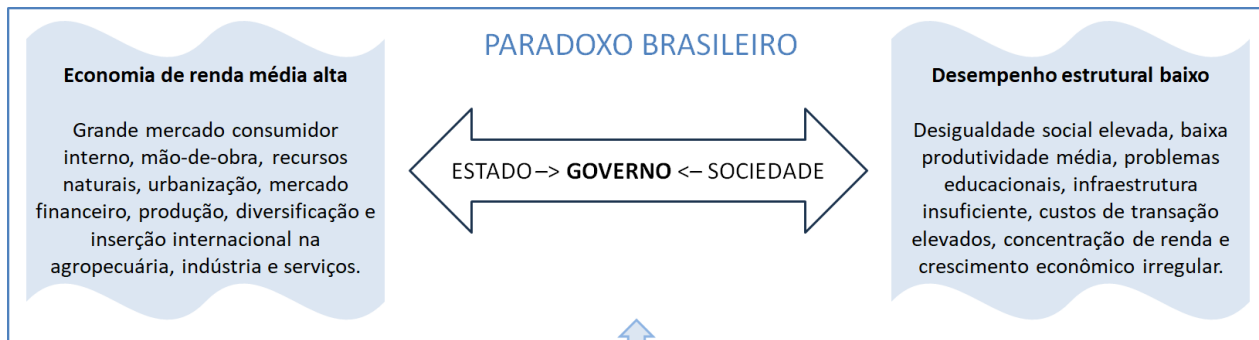 PARADOXO BRASILEIRO
Economia de renda média alta
Grande mercado consumidor
interno, mão-de-obra, recursos
naturais, urbanização, mercado
financeiro, produção, diversificação e
inserção internacional na
agropecuária, indústria e serviços.
ESTADO –> GOVERNO <– SOCIEDADE
Desempenho estrutural baixo
Desigualdade social elevada, baixa
produtividade média, problemas
educacionais, infraestrutura
insuficiente, custos de transação
elevados, concentração de renda e
crescimento econômico irregular.